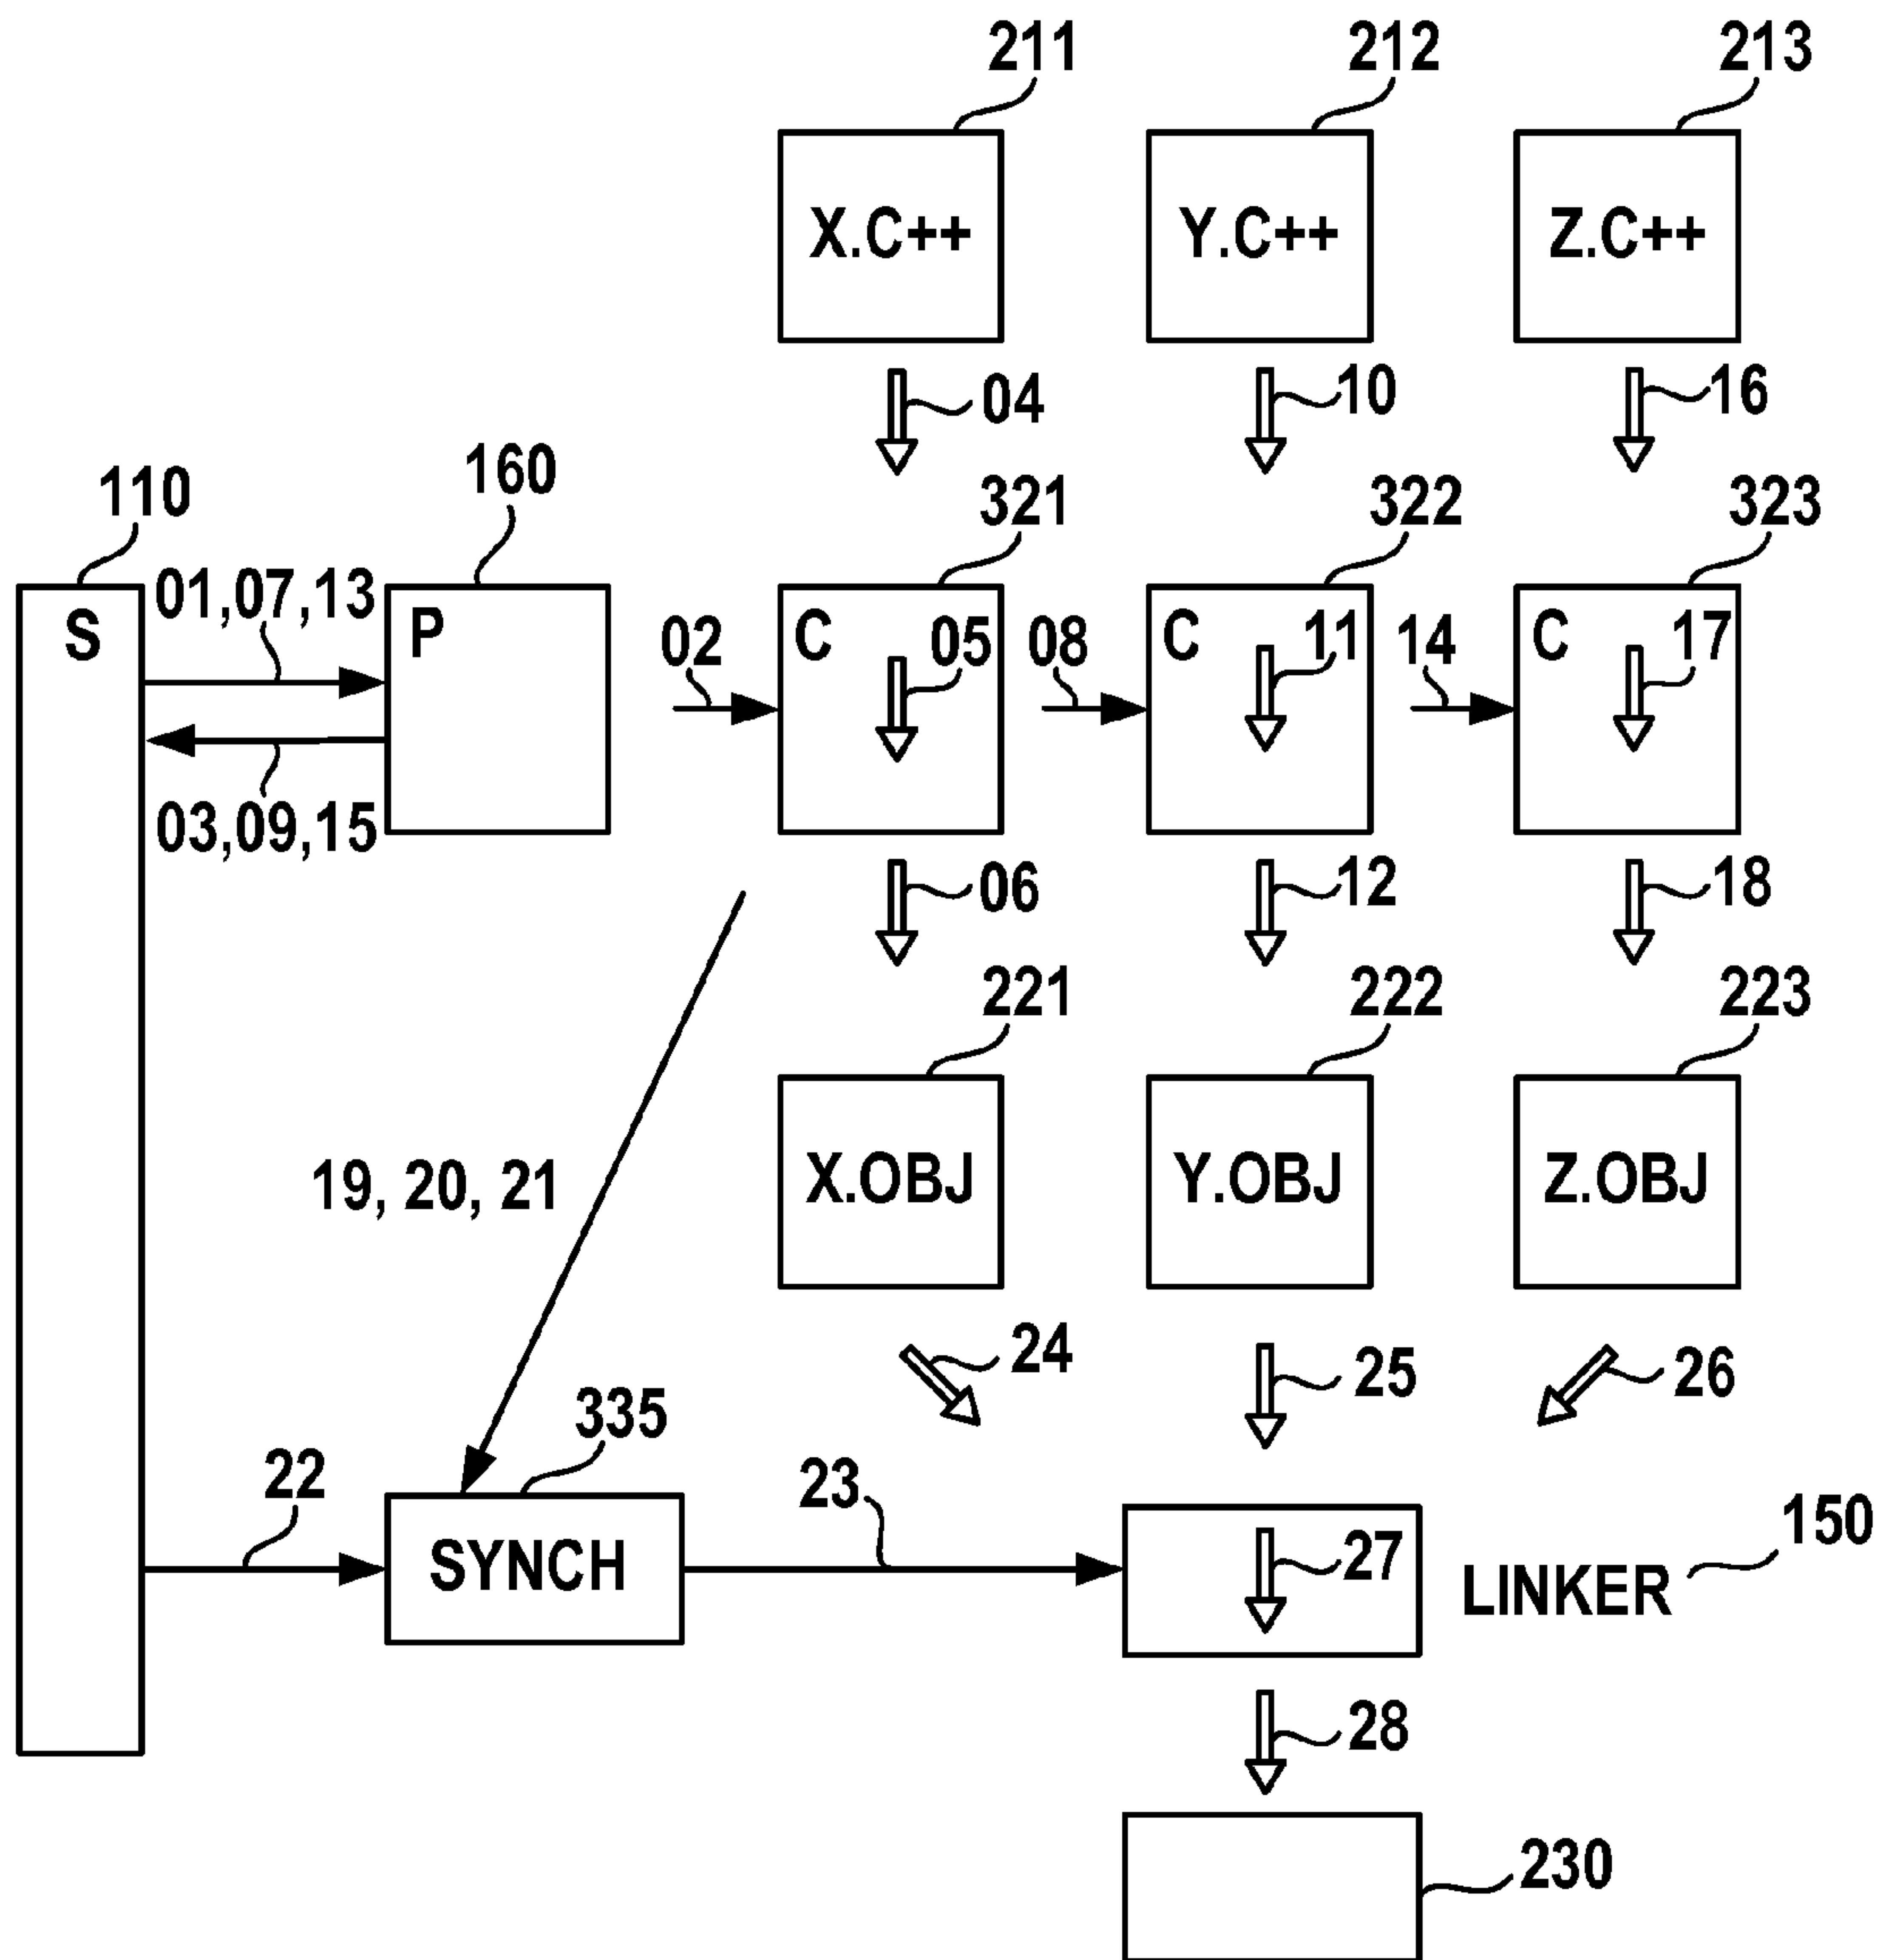 211 212 213
X.C++ Y.C++ Z.C++
04 10 16
110 160 321 322 323
01,07,13
S P 02 C 05 08 C 11 14 C 17
03,09,15
06 12 18
221 222 223
19, 20, 21 X.OBJ Y.OBJ Z.OBJ
24 25 26
335
22 23 150
SYNCH 27 LINKER
28
230